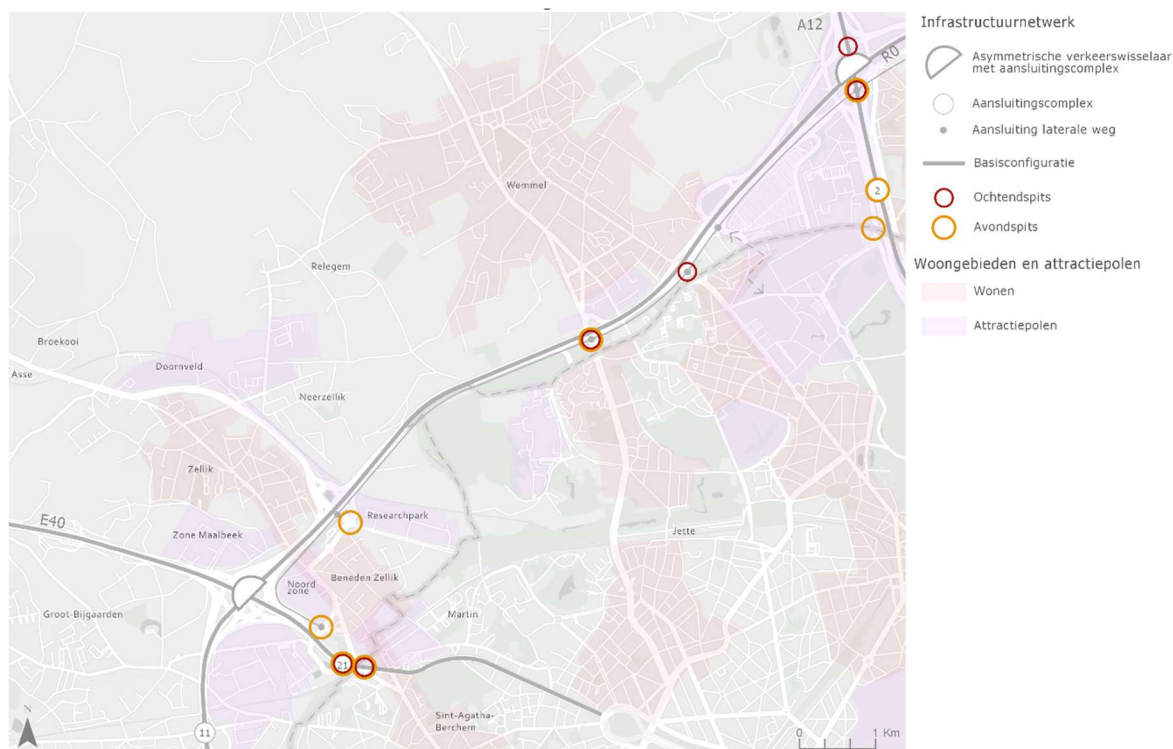 A12
R0
Wemmel
2
Relegem
Broekooi
Doornveld
Asse
Neerzellik
Zellik
Researchpark
E40
Zone Maalbeek
Jette
Noord
zone
Beneden Zellik
Groot-Bijgaarden
Martin
21
Sint-Agatha-
Berchem
11
N
0
1 Km
Infrastructuurnetwerk
Asymmetrische verkeerswisselaar
met aansluitingscomplex
Aansluitingscomplex
Aansluiting laterale weg
Basisconfiguratie
Ochtendspits
Avondspits
Woongebieden en attractiepolen
Wonen
Attractiepolen